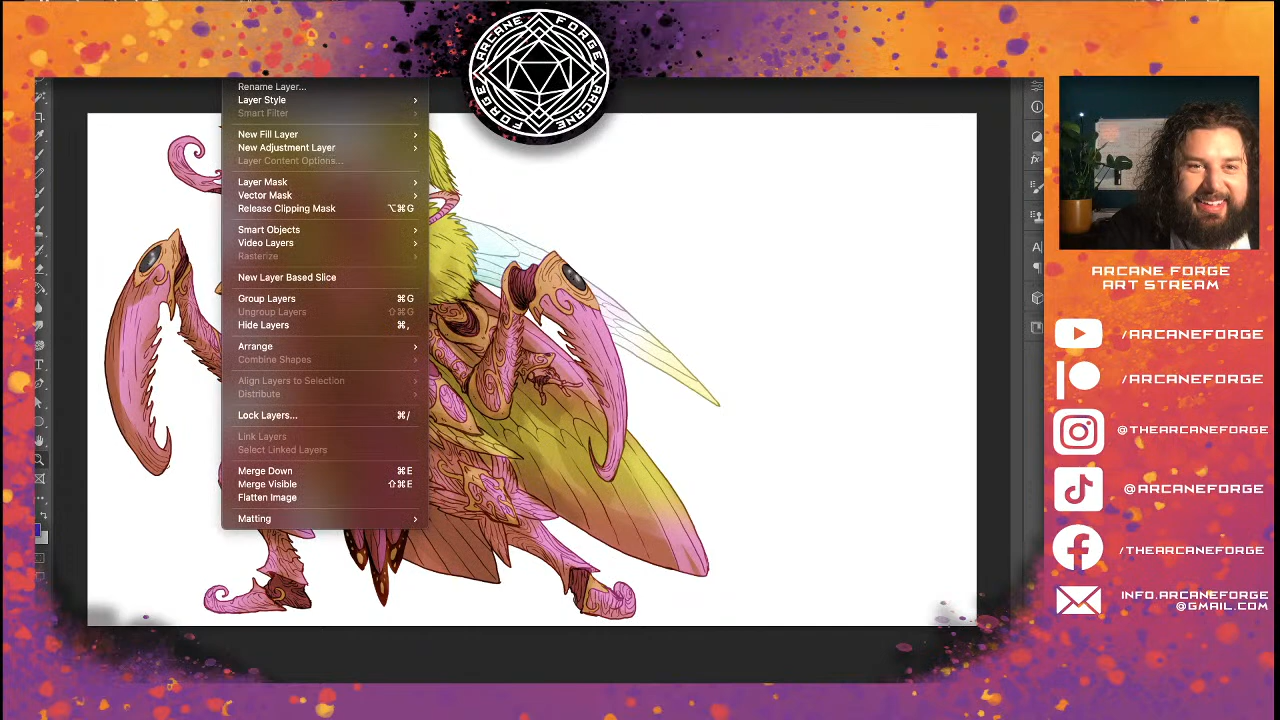 ARCANE FORGE ARCANE FORGE
Rename Layer...
Layer Style
Smart Filter
New Fill Layer
New Adjustment Layer
Layer Content Options...
Layer Mask
Vector Mask
Release Clipping Mask ⌥⌘G
Smart Objects
Video Layers
Rasterize
New Layer Based Slice
Group Layers ⌘G
Ungroup Layers ⇧⌘G
Hide Layers ⌘,
Arrange
Combine Shapes
Align Layers to Selection
Distribute
Lock Layers... ⌘/
Link Layers
Select Linked Layers
Merge Down ⌘E
Merge Visible ⇧⌘E
Flatten Image
Matting
ARCANE FORGE
ART STREAM
/ARCANEFORGE
/ARCANEFORGE
@THEARCANEFORGE
@ARCANEFORGE
/THEARCANEFORGE
INFO.ARCANEFORGE
@GMAIL.COM